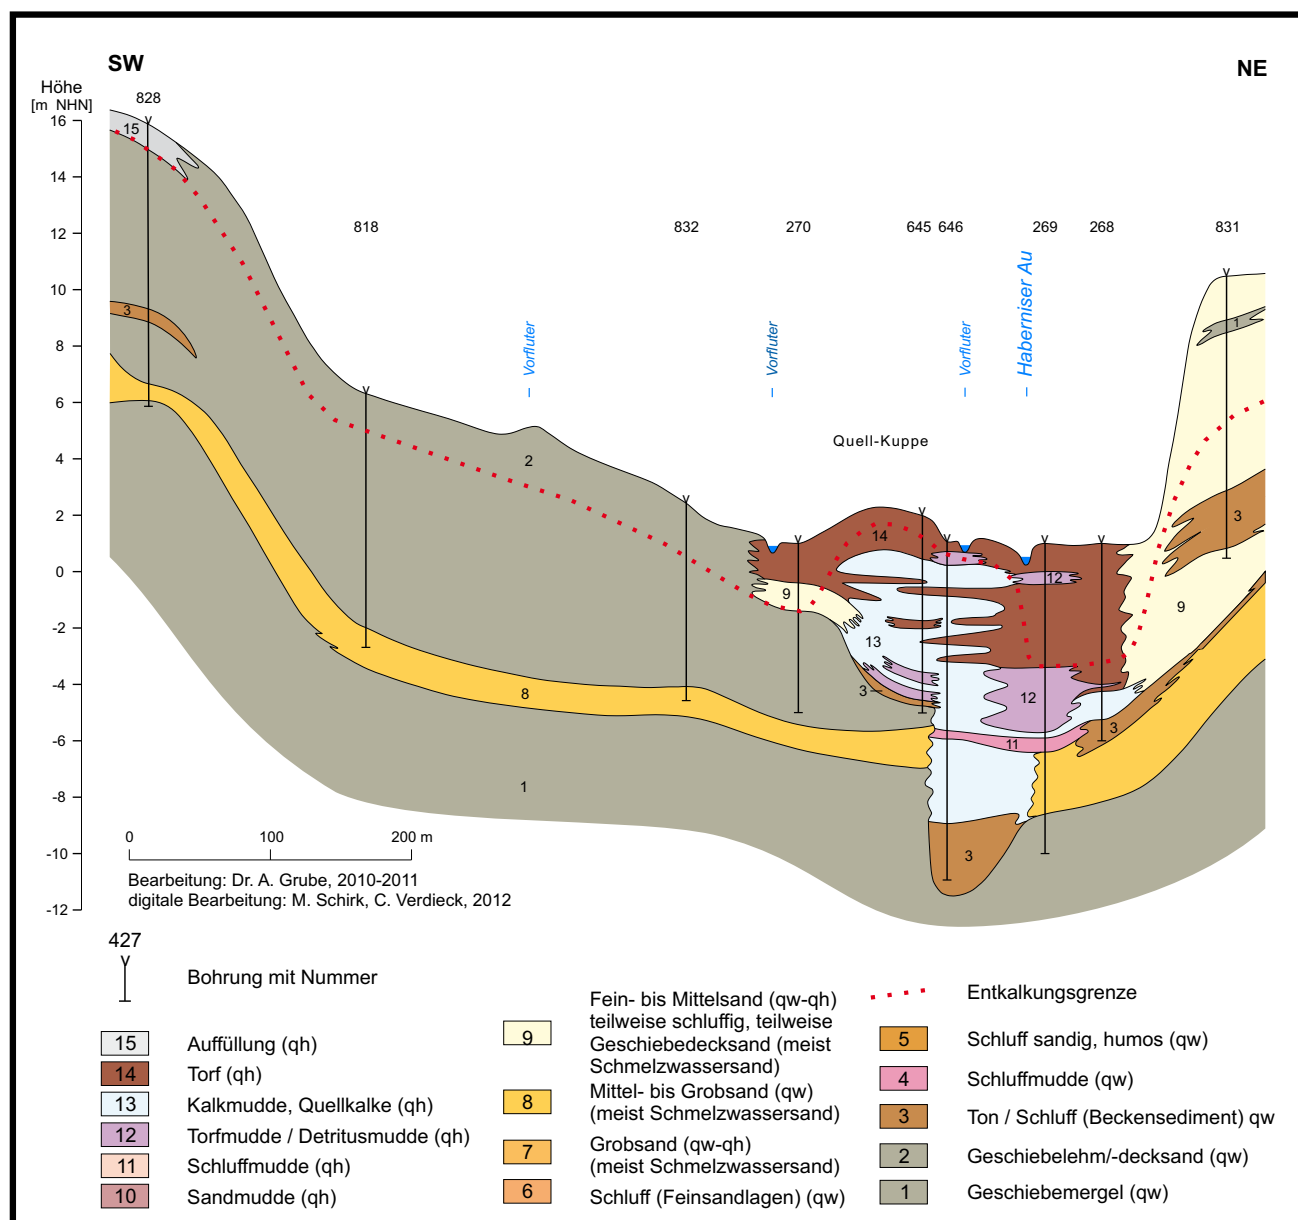 SW
NE
Höhe
[m NHN]
828
16
15
14
818
832
270
645
646
269
268
831
12
10
3
1
8
Vorfluter
Vorfluter
Vorfluter
Haberniser Au
6
Quell-Kuppe
4
2
2
3
14
0
12
9
9
-2
13
-4
3
12
8
3
-6
11
-8
1
0
100
200 m
-10
3
Bearbeitung: Dr. A. Grube, 2010-2011
digitale Bearbeitung: M. Schirk, C. Verdieck, 2012
-12
427
Bohrung mit Nummer
15 Auffüllung (qh)
14 Torf (qh)
13 Kalkmudde, Quellkalke (qh)
12 Torfmudde / Detritusmudde (qh)
11 Schluffmudde (qh)
10 Sandmudde (qh)
Fein- bis Mittelsand (qw-qh)
teilweise schluffig, teilweise
9 Geschiebedecksand (meist
Schmelzwassersand)
8 Mittel- bis Grobsand (qw)
(meist Schmelzwassersand)
7 Grobsand (qw-qh)
(meist Schmelzwassersand)
6 Schluff (Feinsandlagen) (qw)
Entkalkungsgrenze
5 Schluff sandig, humos (qw)
4 Schluffmudde (qw)
3 Ton / Schluff (Beckensediment) qw
2 Geschiebelehm/-decksand (qw)
1 Geschiebemergel (qw)